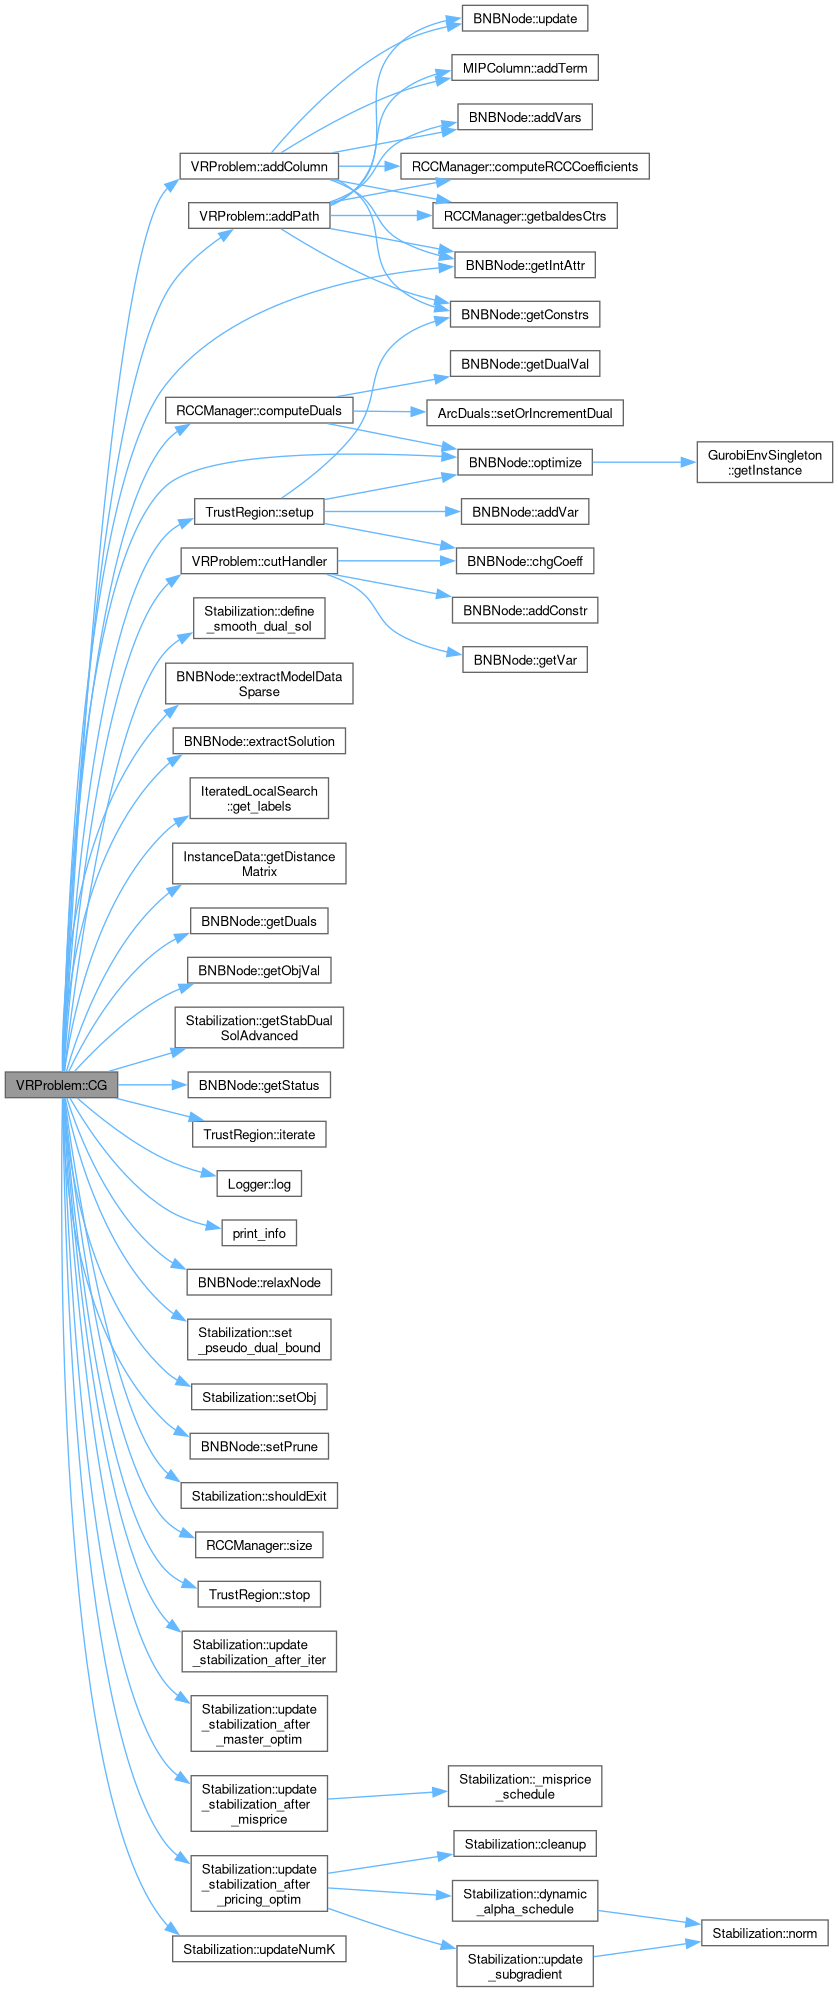 BNBNode::update
MIPColumn::addTerm
BNBNode::addVars
VRProblem::addColumn
RCCManager::computeRCCCoefficients
VRProblem::addPath
RCCManager::getbaldesCtrs
BNBNode::getIntAttr
BNBNode::getConstrs
BNBNode::getDualVal
RCCManager::computeDuals
ArcDuals::setOrIncrementDual
BNBNode::optimize
GurobiEnvSingleton
::getInstance
TrustRegion::setup
BNBNode::addVar
VRProblem::cutHandler
BNBNode::chgCoeff
Stabilization::define
_smooth_dual_sol
BNBNode::addConstr
BNBNode::getVar
BNBNode::extractModelData
Sparse
BNBNode::extractSolution
IteratedLocalSearch
::get_labels
InstanceData::getDistance
Matrix
BNBNode::getDuals
BNBNode::getObjVal
Stabilization::getStabDual
SolAdvanced
VRProblem::CG
BNBNode::getStatus
TrustRegion::iterate
Logger::log
print_info
BNBNode::relaxNode
Stabilization::set
_pseudo_dual_bound
Stabilization::setObj
BNBNode::setPrune
Stabilization::shouldExit
RCCManager::size
TrustRegion::stop
Stabilization::update
_stabilization_after_iter
Stabilization::update
_stabilization_after
_master_optim
Stabilization::update
_stabilization_after
_misprice
Stabilization::_misprice
_schedule
Stabilization::update
_stabilization_after
_pricing_optim
Stabilization::cleanup
Stabilization::dynamic
_alpha_schedule
Stabilization::norm
Stabilization::updateNumK
Stabilization::update
_subgradient